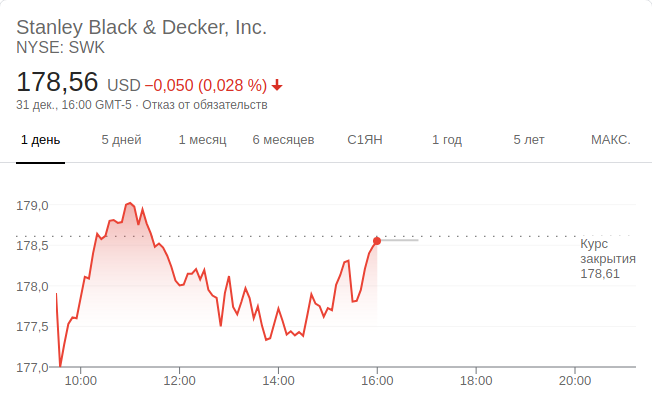 Stanley Black & Decker, Inc.
NYSE: SWK
178,56 USD −0,050 (0,028 %)
31 дек., 16:00 GMT-5 · Отказ от обязательств
1 день 5 дней 1 месяц 6 месяцев С1ЯН 1 год 5 лет МАКС.
179,0
178,5
178,0
177,5
177,0
Курс
закрытия
178,61
10:00 12:00 14:00 16:00 18:00 20:00